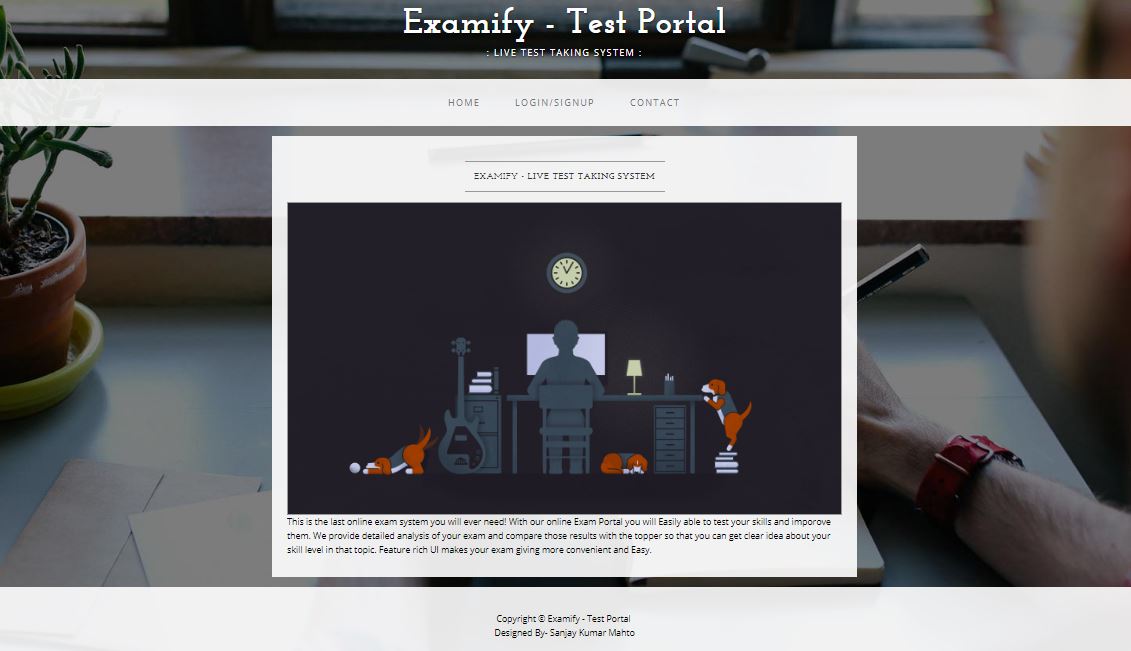 Examify - Test Portal
: LIVE TEST TAKING SYSTEM :
HOME LOGIN/SIGNUP CONTACT
EXAMIFY - LIVE TEST TAKING SYSTEM
This is the last online exam system you will ever need! With our online Exam Portal you will Easily able to test your skills and imporove
them. We provide detailed analysis of your exam and compare those results with the topper so that you can get clear idea about your
skill level in that topic. Feature rich UI makes your exam giving more convenient and Easy.
Copyright © Examify - Test Portal
Designed By- Sanjay Kumar Mahto